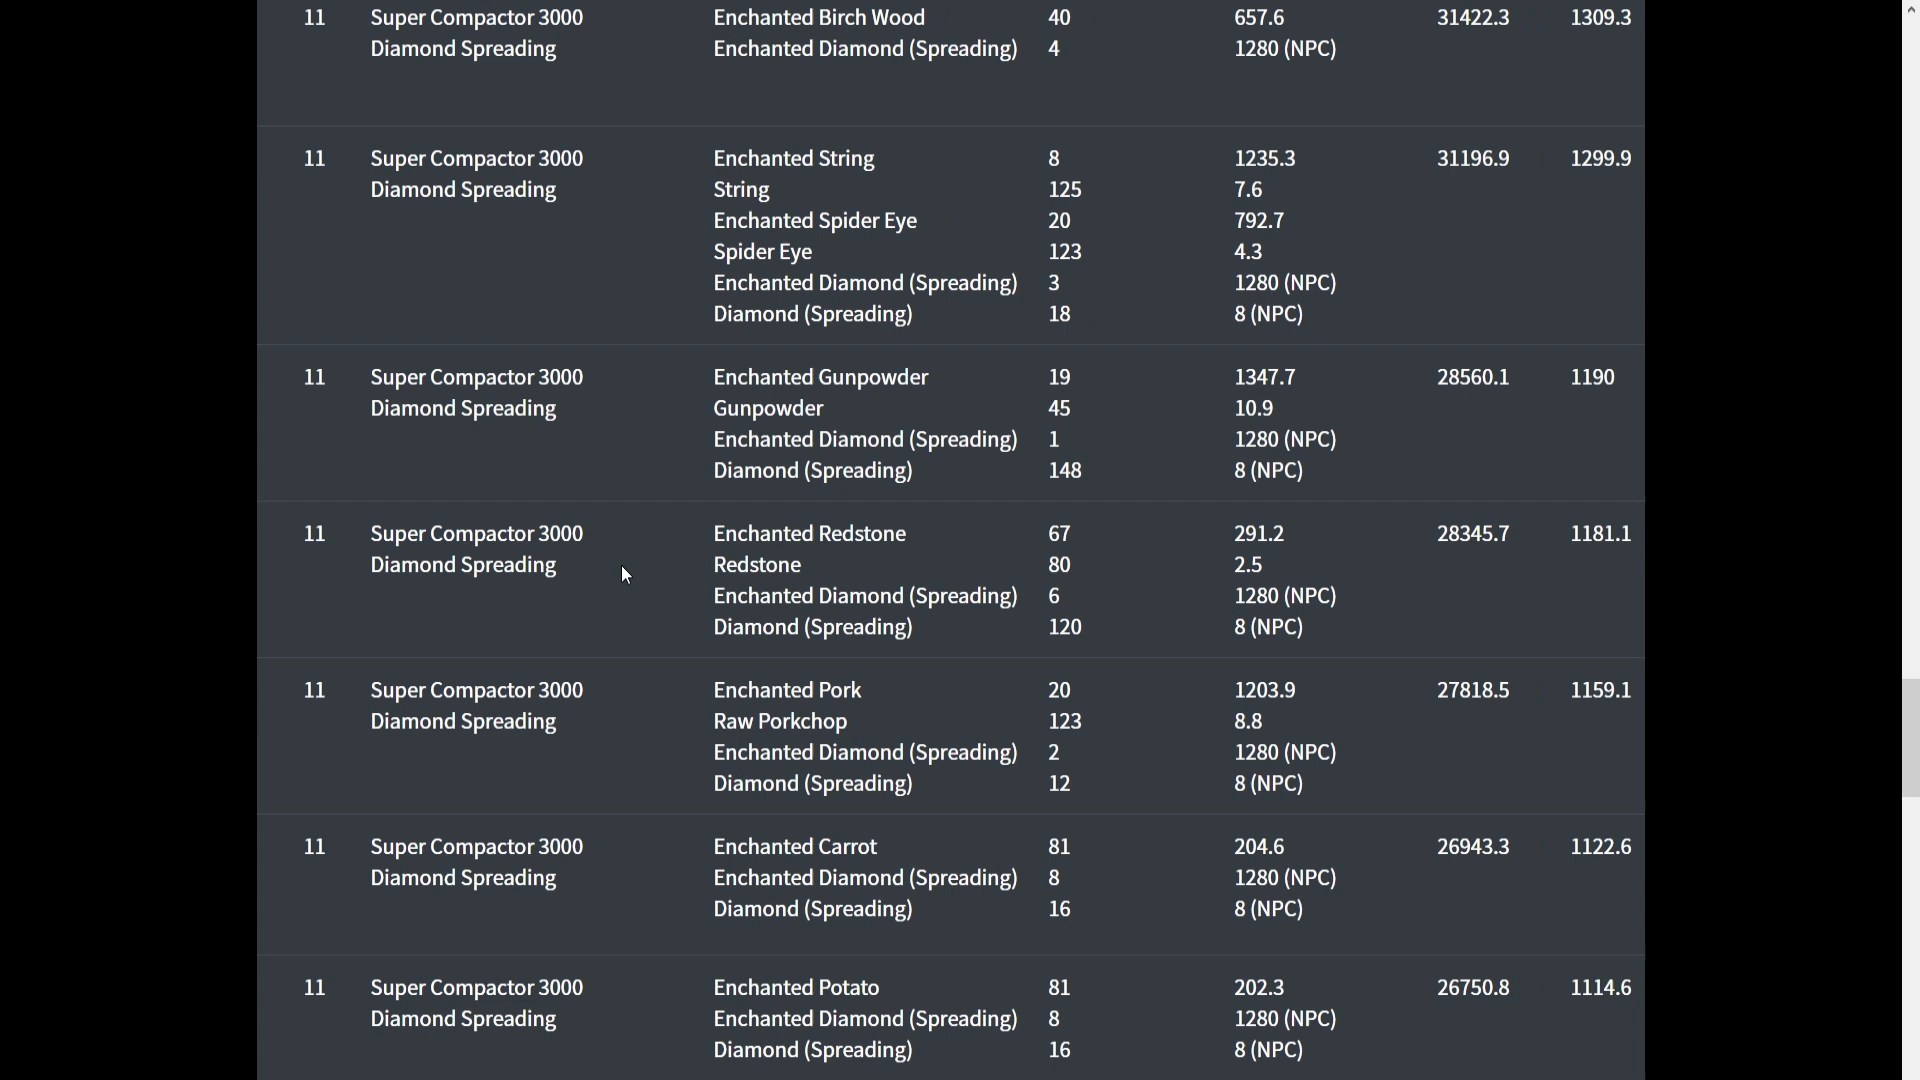 11 Super Compactor 3000 Enchanted Birch Wood 40 657.6 31422.3 1309.3
Diamond Spreading Enchanted Diamond (Spreading) 4 1280 (NPC)
11 Super Compactor 3000 Enchanted String 8 1235.3 31196.9 1299.9
Diamond Spreading String 125 7.6
Enchanted Spider Eye 20 792.7
Spider Eye 123 4.3
Enchanted Diamond (Spreading) 3 1280 (NPC)
Diamond (Spreading) 18 8 (NPC)
11 Super Compactor 3000 Enchanted Gunpowder 19 1347.7 28560.1 1190
Diamond Spreading Gunpowder 45 10.9
Enchanted Diamond (Spreading) 1 1280 (NPC)
Diamond (Spreading) 148 8 (NPC)
11 Super Compactor 3000 Enchanted Redstone 67 291.2 28345.7 1181.1
Diamond Spreading Redstone 80 2.5
Enchanted Diamond (Spreading) 6 1280 (NPC)
Diamond (Spreading) 120 8 (NPC)
11 Super Compactor 3000 Enchanted Pork 20 1203.9 27818.5 1159.1
Diamond Spreading Raw Porkchop 123 8.8
Enchanted Diamond (Spreading) 2 1280 (NPC)
Diamond (Spreading) 12 8 (NPC)
11 Super Compactor 3000 Enchanted Carrot 81 204.6 26943.3 1122.6
Diamond Spreading Enchanted Diamond (Spreading) 8 1280 (NPC)
Diamond (Spreading) 16 8 (NPC)
11 Super Compactor 3000 Enchanted Potato 81 202.3 26750.8 1114.6
Diamond Spreading Enchanted Diamond (Spreading) 8 1280 (NPC)
Diamond (Spreading) 16 8 (NPC)